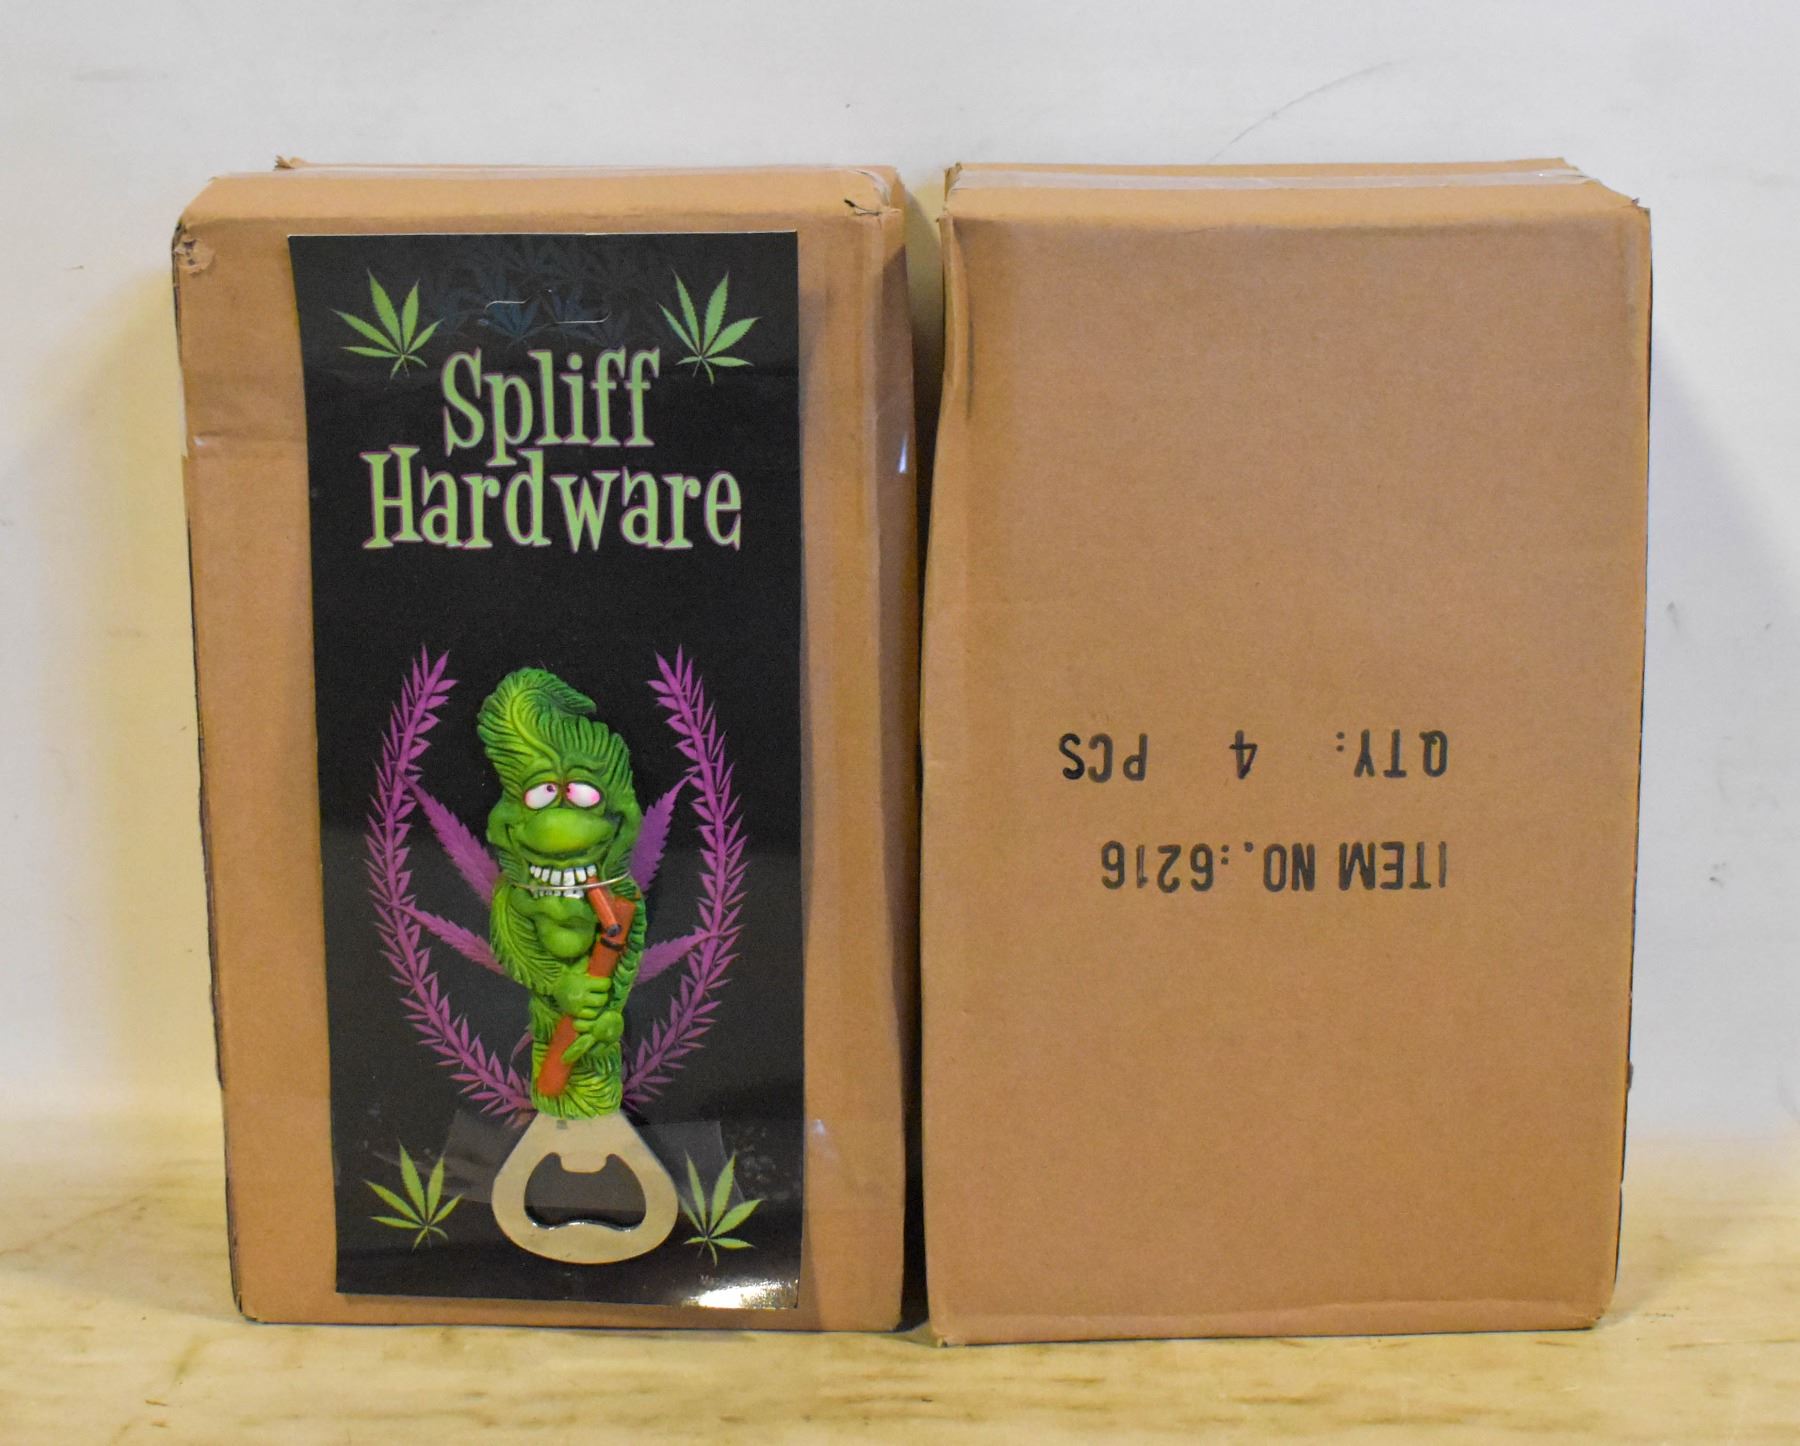 Spliff
Hardware
ITEM NO.:6216
QTY: 4 PCS